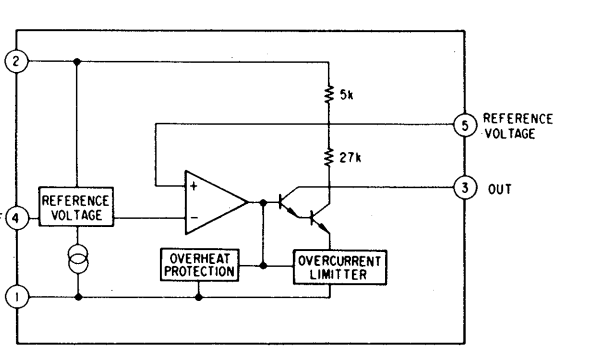 2
5k
5
REFERENCE
VOLTAGE
27k
+
3
OUT
REFERENCE
VOLTAGE
4
−
OVERHEAT
PROTECTION
OVERCURRENT
LIMITTER
1